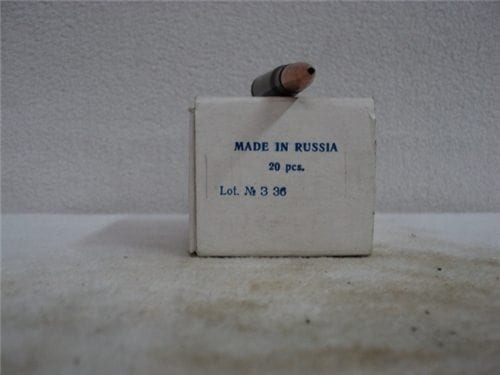 MADE IN RUSSIA
20 pcs.
Lot. № 3 36